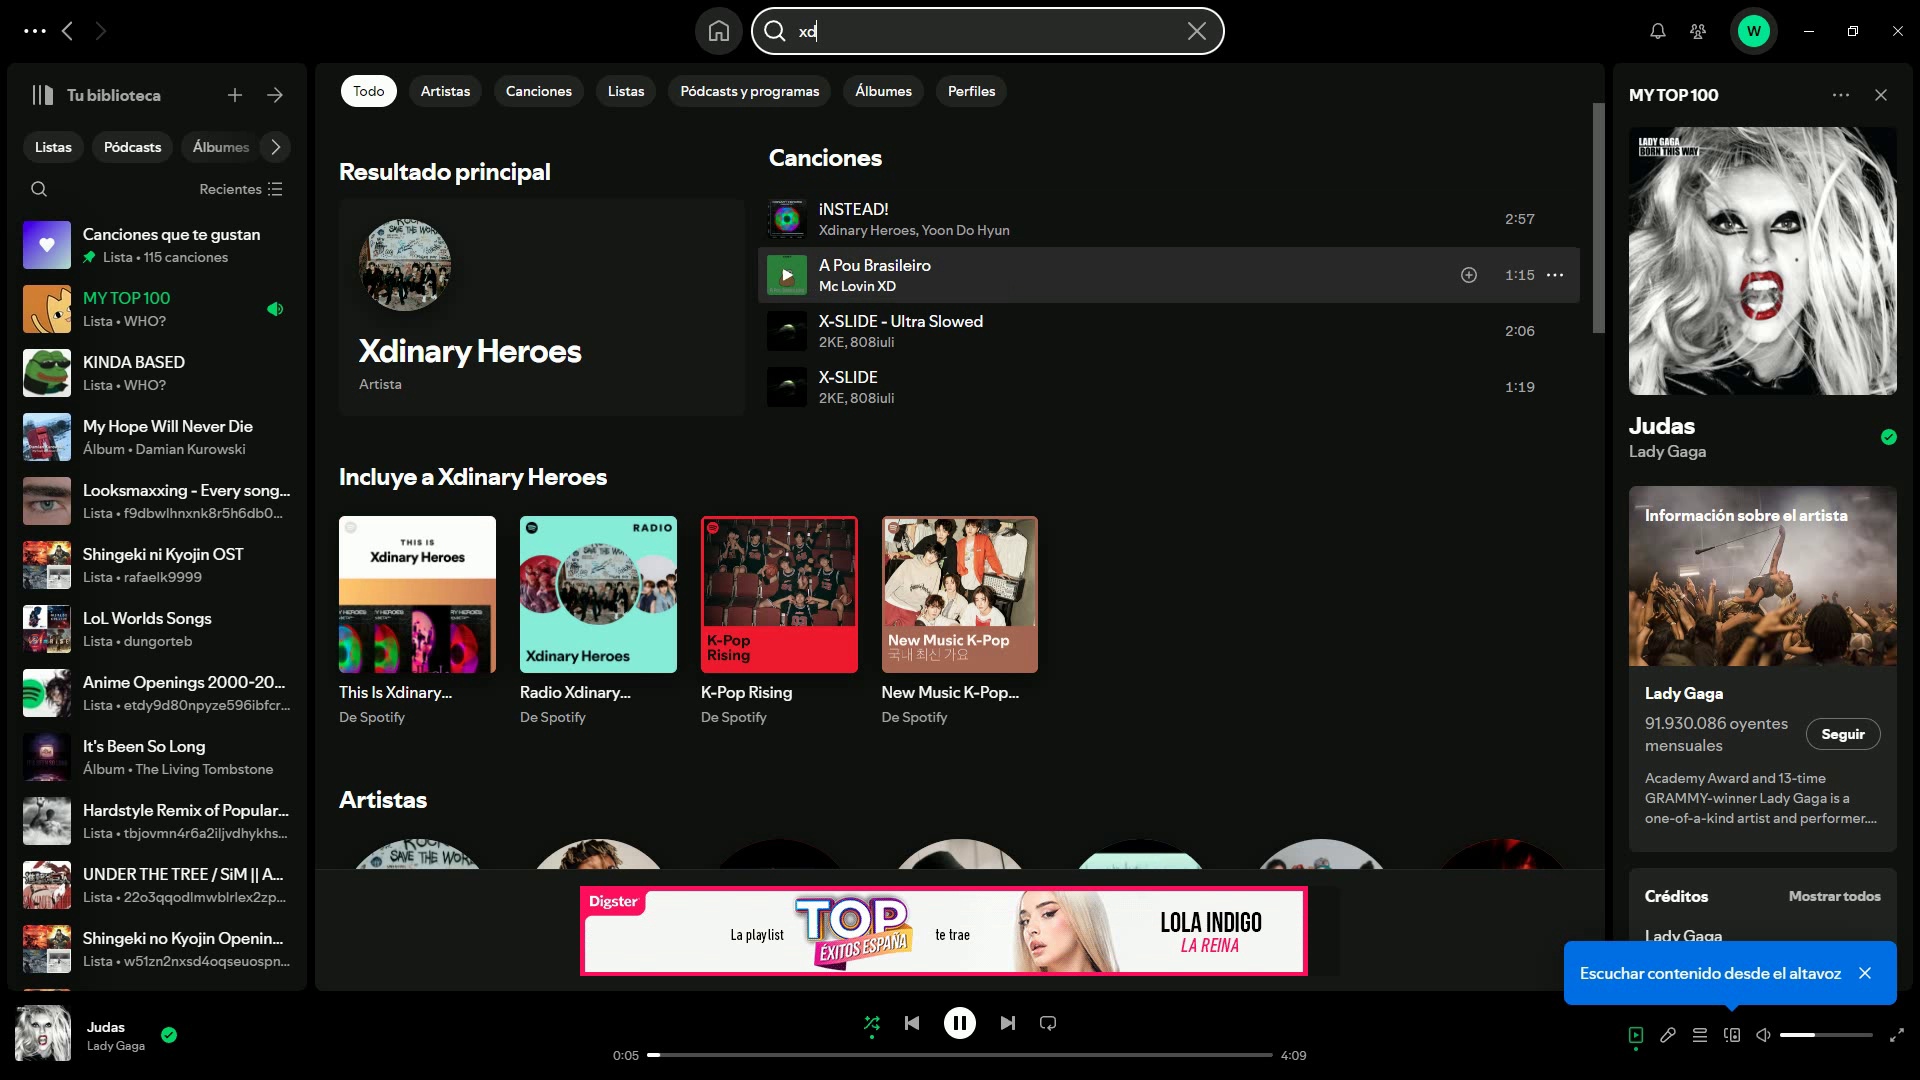 xd
W
Tu biblioteca
Listas
Pódcasts
Álbumes
Recientes
Canciones que te gustan
Lista • 115 canciones
MY TOP 100
Lista • WHO?
KINDA BASED
Lista • WHO?
My Hope Will Never Die
Álbum • Damian Kurowski
Looksmaxxing - Every song...
Lista • f9dbwlhnxnk8r5h6db0...
Shingeki ni Kyojin OST
Lista • rafaelk9999
LoL Worlds Songs
Lista • dungorteb
Anime Openings 2000-20...
Lista • etdy9d80npyze596ibfcr...
It's Been So Long
Álbum • The Living Tombstone
Hardstyle Remix of Popular...
Lista • tbjovmn4r6a2iljvdhykhs...
UNDER THE TREE / SiM || A...
Lista • 22o3qqodlmwblrlex2zp...
Shingeki no Kyojin Openin...
Lista • w51zn2nxsd4oqseuospn...
Todo
Artistas
Canciones
Listas
Pódcasts y programas
Álbumes
Perfiles
Resultado principal
Xdinary Heroes
Artista
Canciones
iNSTEAD!
Xdinary Heroes, Yoon Do Hyun
2:57
A Pou Brasileiro
Mc Lovin XD
1:15
X-SLIDE - Ultra Slowed
2KE, 808iuli
2:06
X-SLIDE
2KE, 808iuli
1:19
Incluye a Xdinary Heroes
THIS IS
Xdinary Heroes
This Is Xdinary...
De Spotify
RADIO
Xdinary Heroes
Radio Xdinary...
De Spotify
K-Pop
Rising
K-Pop Rising
De Spotify
New Music K-Pop
국내 최신 가요
New Music K-Pop...
De Spotify
Artistas
SAVE THE WORL
Digster
La playlist
TOP
ÉXITOS ESPAÑA
te trae
LOLA INDIGO
LA REINA
MY TOP 100
LADY GAGA
BORN THIS WAY
Judas
Lady Gaga
Información sobre el artista
Lady Gaga
91.930.086 oyentes
mensuales
Seguir
Academy Award and 13-time
GRAMMY-winner Lady Gaga is a
one-of-a-kind artist and performer....
Créditos
Mostrar todos
Lady Gaga
Escuchar contenido desde el altavoz
Judas
Lady Gaga
0:05
4:09